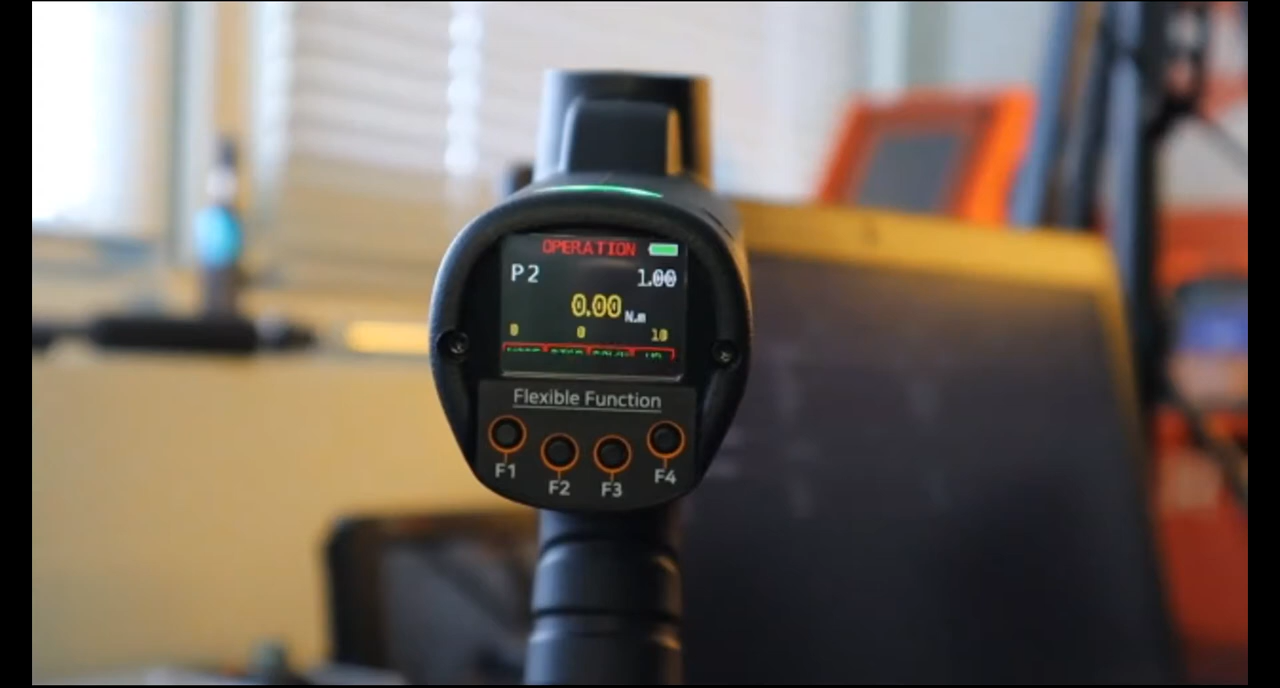 OPERATION
P2 1.00
0.00 N.m
0 0 10
Flexible Function
F1 F2 F3 F4